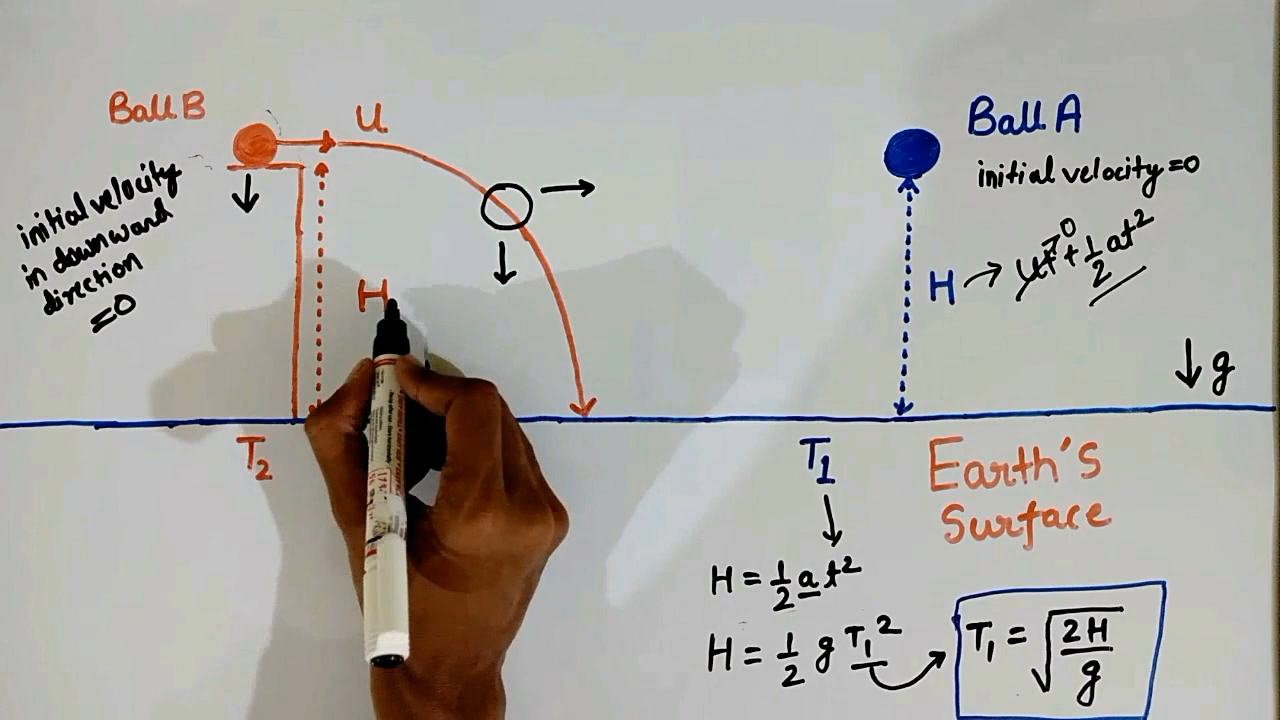 Ball B
U
Ball A
initial velocity = 0
initial velocity
in downward
direction
= 0
H
H → ut⁰ + 1/2 at²
↓ g
T₂
T₁
Earth's
Surface
H = 1/2 a t²
H = 1/2 g T₁²
T₁ = √(2H/g)